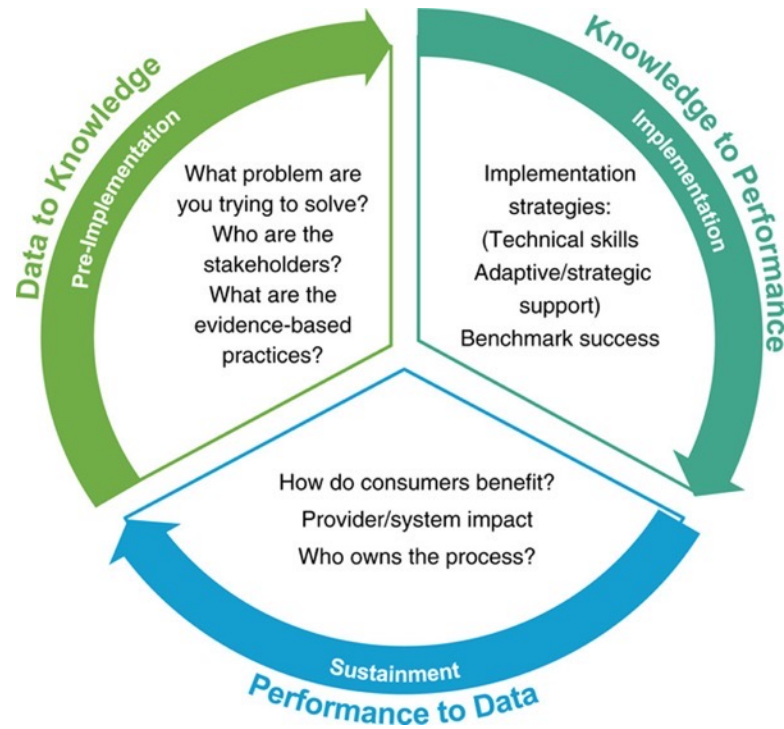 Data to Knowledge
Pre-Implementation
What problem are
you trying to solve?
Who are the
stakeholders?
What are the
evidence-based
practices?
Knowledge to Performance
Implementation
Implementation
strategies:
(Technical skills
Adaptive/strategic
support)
Benchmark success
How do consumers benefit?
Provider/system impact
Who owns the process?
Sustainment
Performance to Data